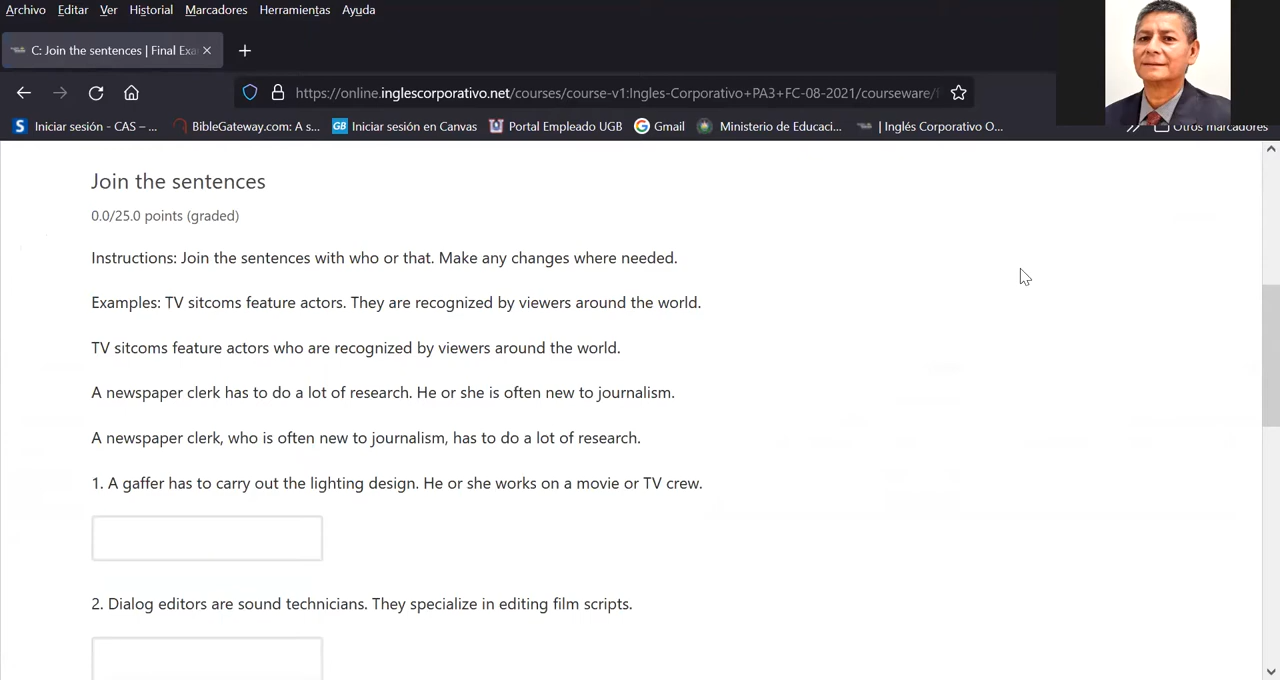 Archivo Editar Ver Historial Marcadores Herramientas Ayuda
C: Join the sentences | Final Exa
https://online.inglescorporativo.net/courses/course-v1:Ingles-Corporativo+PA3+FC-08-2021/courseware/
Iniciar sesión - CAS – ... BibleGateway.com: A s... GB Iniciar sesión en Canvas Portal Empleado UGB Gmail Ministerio de Educaci... | Inglés Corporativo O... Otros marcadores
Join the sentences
0.0/25.0 points (graded)
Instructions: Join the sentences with who or that. Make any changes where needed.
Examples: TV sitcoms feature actors. They are recognized by viewers around the world.
TV sitcoms feature actors who are recognized by viewers around the world.
A newspaper clerk has to do a lot of research. He or she is often new to journalism.
A newspaper clerk, who is often new to journalism, has to do a lot of research.
1. A gaffer has to carry out the lighting design. He or she works on a movie or TV crew.
2. Dialog editors are sound technicians. They specialize in editing film scripts.